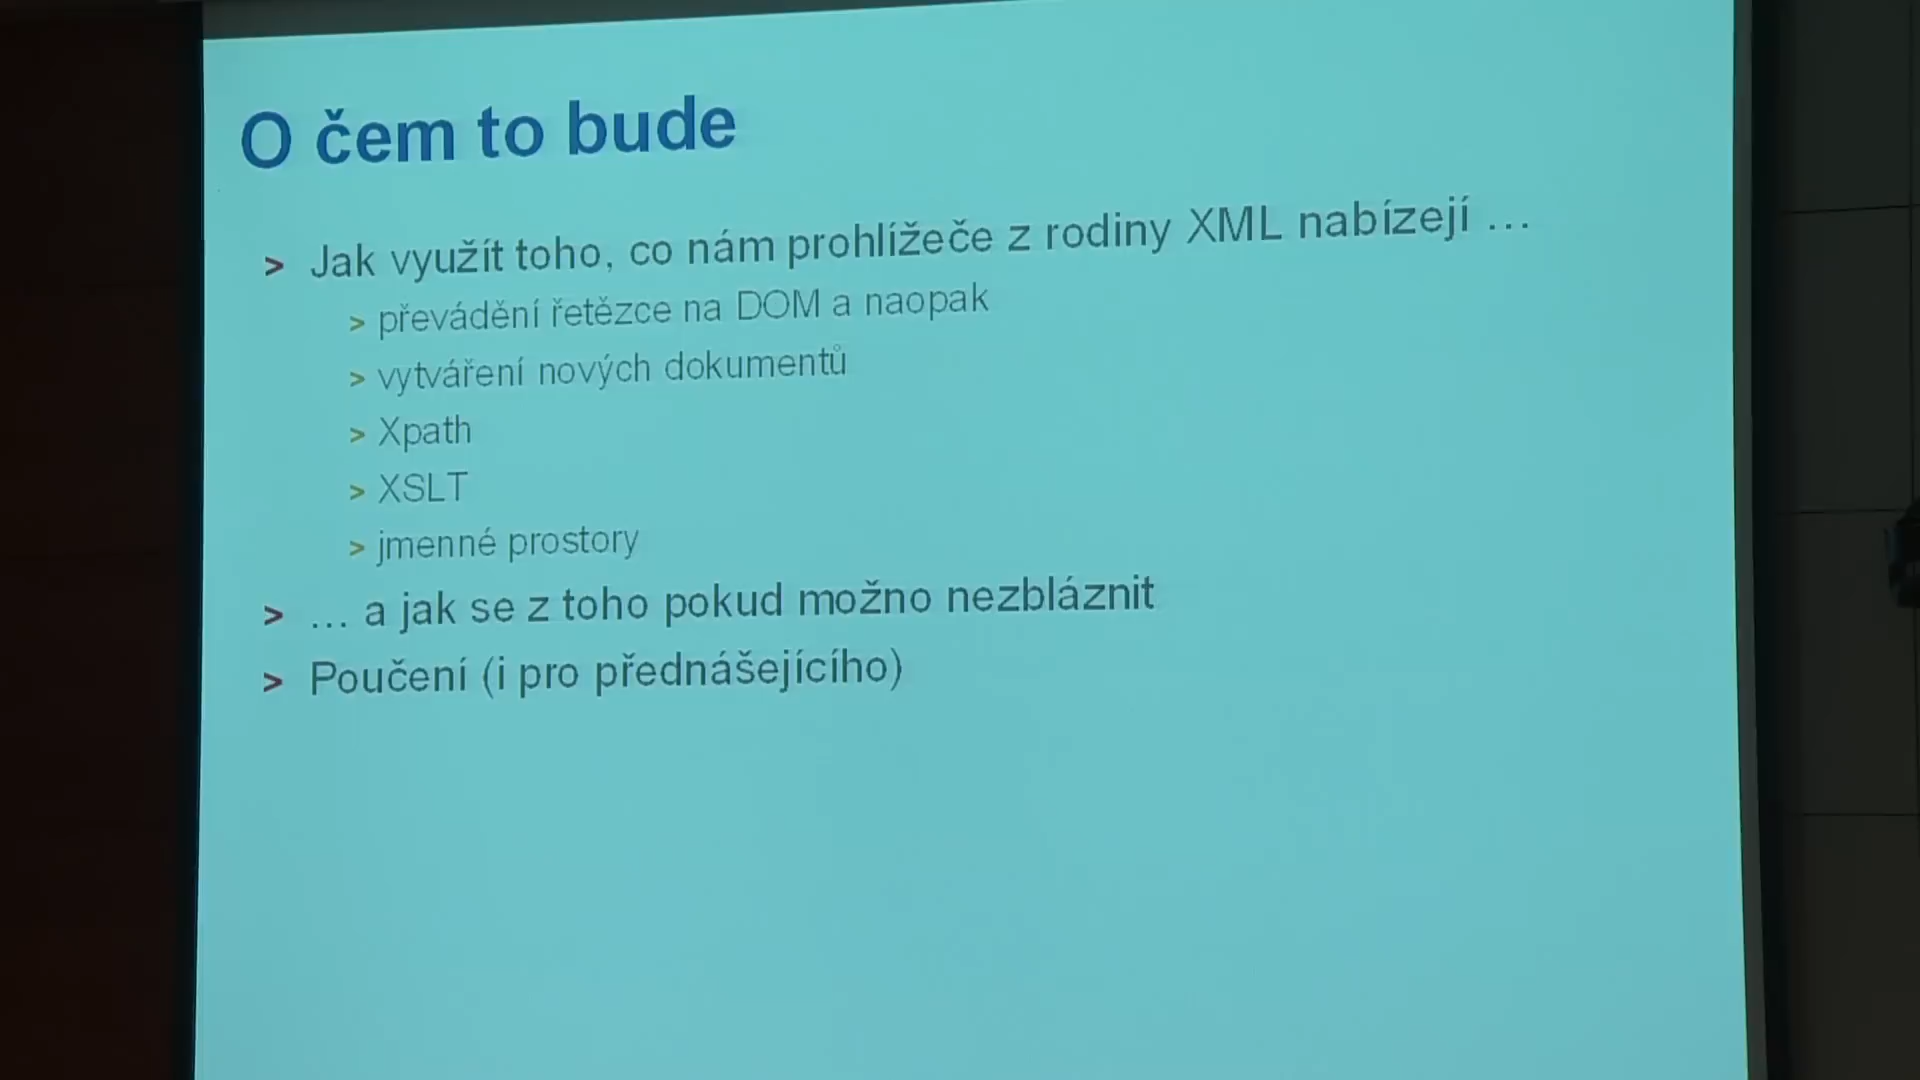 O čem to bude
> Jak využít toho, co nám prohlížeče z rodiny XML nabízejí …
> převádění řetězce na DOM a naopak
> vytváření nových dokumentů
> Xpath
> XSLT
> jmenné prostory
> … a jak se z toho pokud možno nezbláznit
> Poučení (i pro přednášejícího)